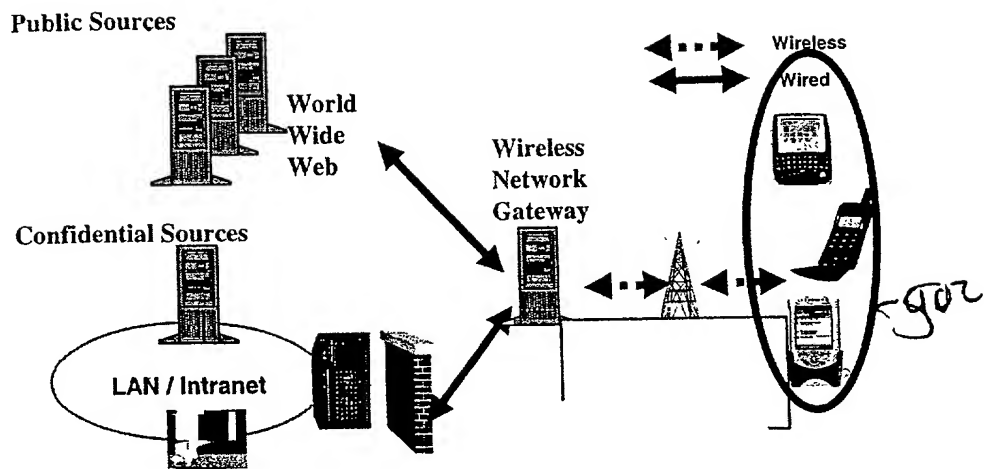 Public Sources
World
Wide
Web
Wireless
Wired
Wireless
Network
Gateway
Confidential Sources
LAN / Intranet